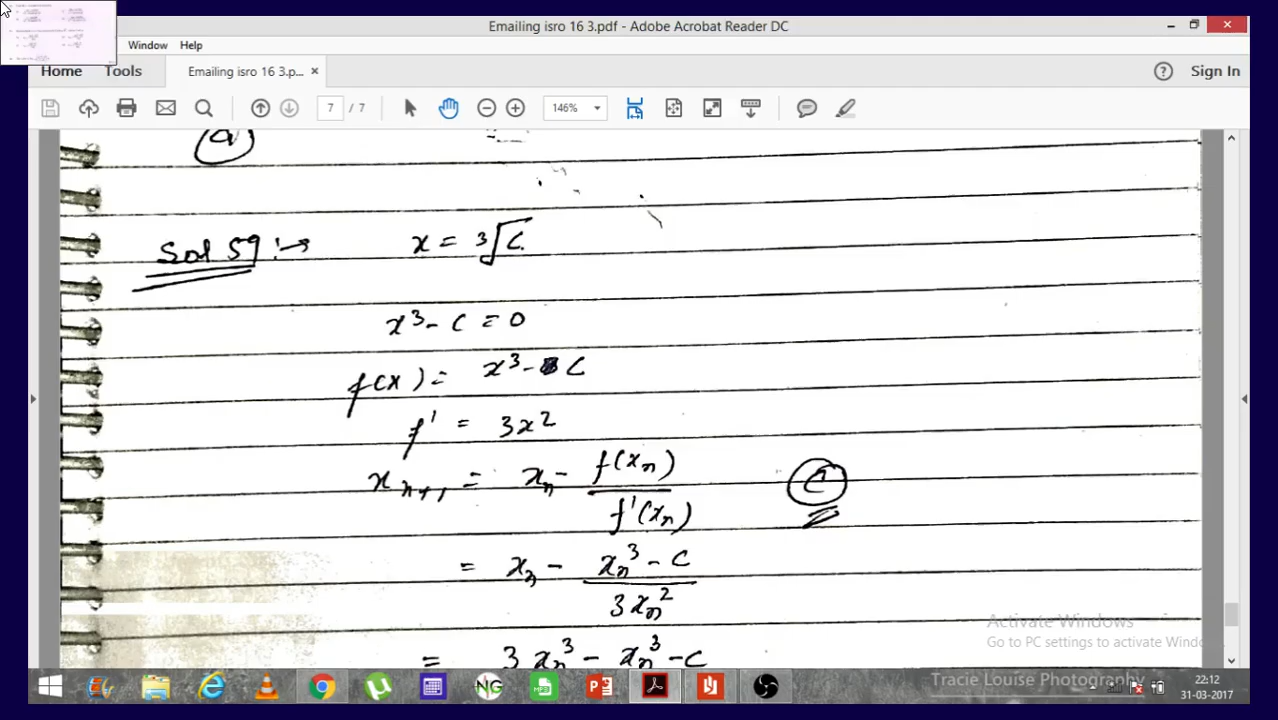 Emailing isro 16 3.pdf - Adobe Acrobat Reader DC
Window Help
Home Tools Emailing isro 16 3.p... × Sign In
7 / 7 146%
(a)
Sol 59 :→ x = ³√C
x³ - C = 0
f(x) = x³ - C
f' = 3x²
xₙ₊₁ = xₙ - f(xₙ) / f'(xₙ) (C)
= xₙ - (xₙ³ - C) / 3xₙ²
= 3xₙ³ - xₙ³ - C
Activate Windows
Go to PC settings to activate Windo
Tracie Louise Photography
22:12
31-03-2017